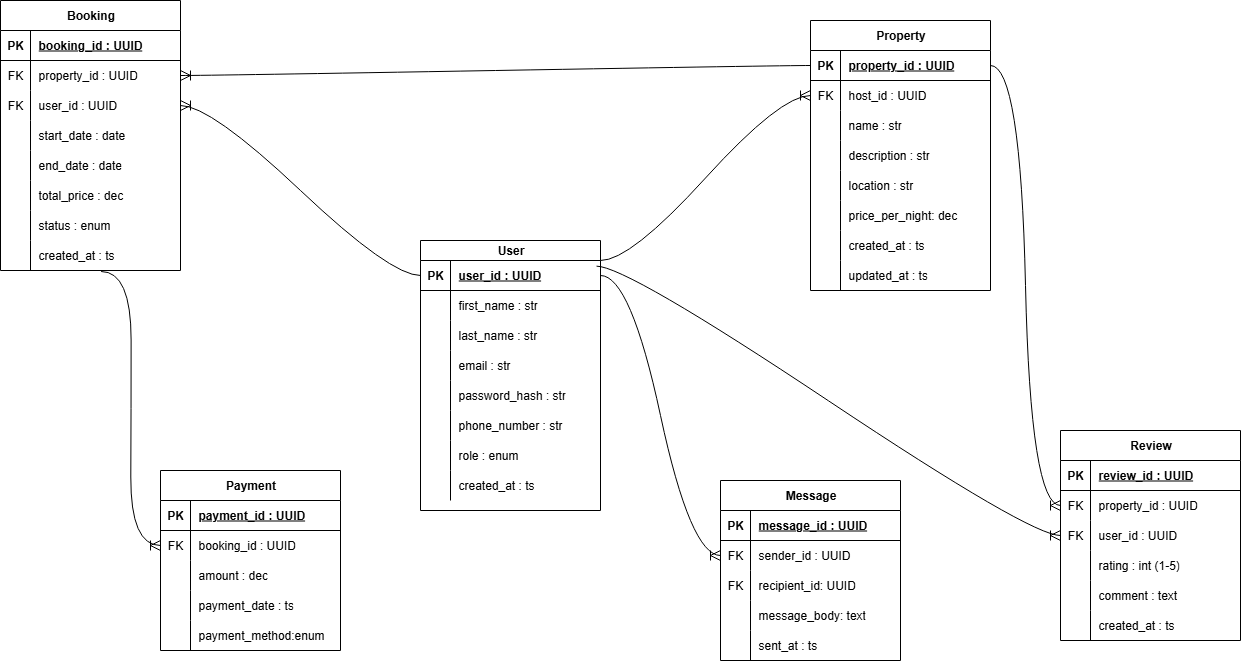 Booking
PK booking_id : UUID
FK property_id : UUID
FK user_id : UUID
start_date : date
end_date : date
total_price : dec
status : enum
created_at : ts
Property
PK property_id : UUID
FK host_id : UUID
name : str
description : str
location : str
price_per_night: dec
created_at : ts
updated_at : ts
User
PK user_id : UUID
first_name : str
last_name : str
email : str
password_hash : str
phone_number : str
role : enum
created_at : ts
Payment
PK payment_id : UUID
FK booking_id : UUID
amount : dec
payment_date : ts
payment_method:enum
Message
PK message_id : UUID
FK sender_id : UUID
FK recipient_id: UUID
message_body: text
sent_at : ts
Review
PK review_id : UUID
FK property_id : UUID
FK user_id : UUID
rating : int (1-5)
comment : text
created_at : ts